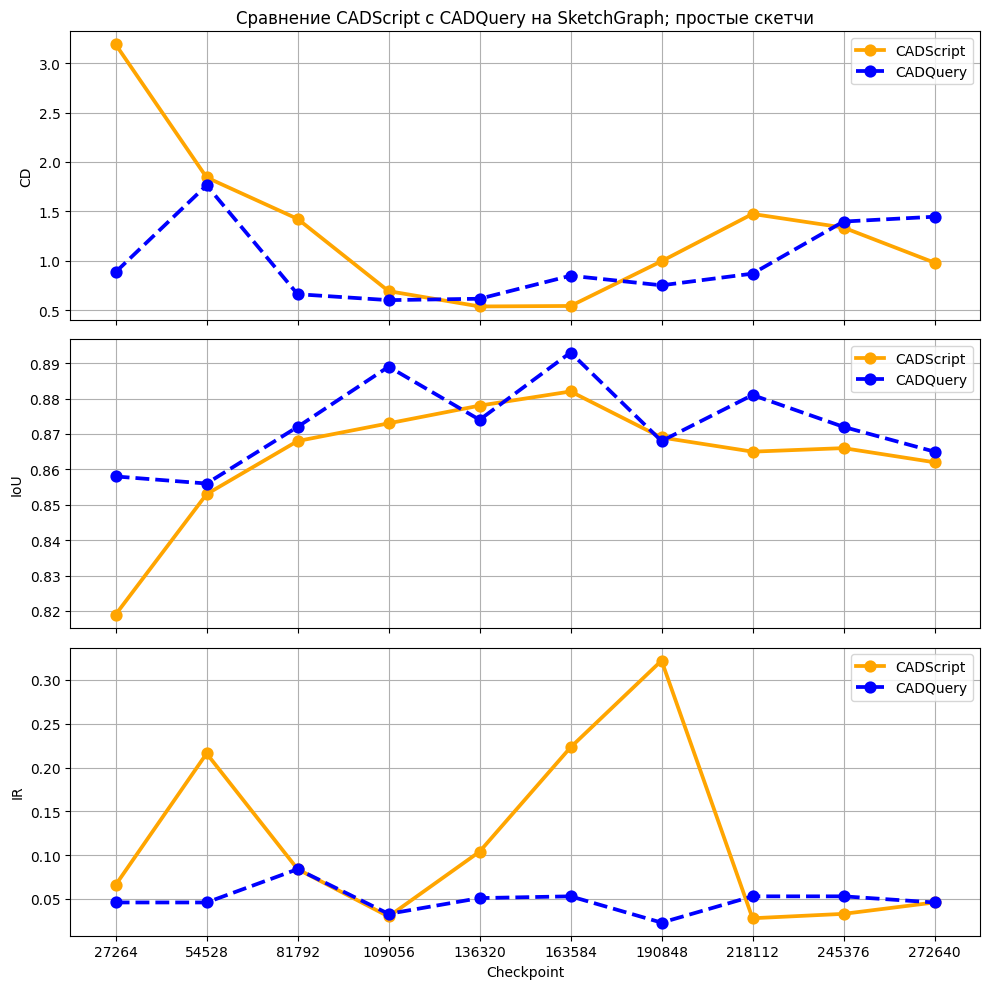 Сравнение CADScript с CADQuery на SketchGraph; простые скетчи
CD
3.0
2.5
2.0
1.5
1.0
0.5
CADScript
CADQuery
IoU
0.89
0.88
0.87
0.86
0.85
0.84
0.83
0.82
CADScript
CADQuery
IR
0.30
0.25
0.20
0.15
0.10
0.05
CADScript
CADQuery
27264 54528 81792 109056 136320 163584 190848 218112 245376 272640
Checkpoint